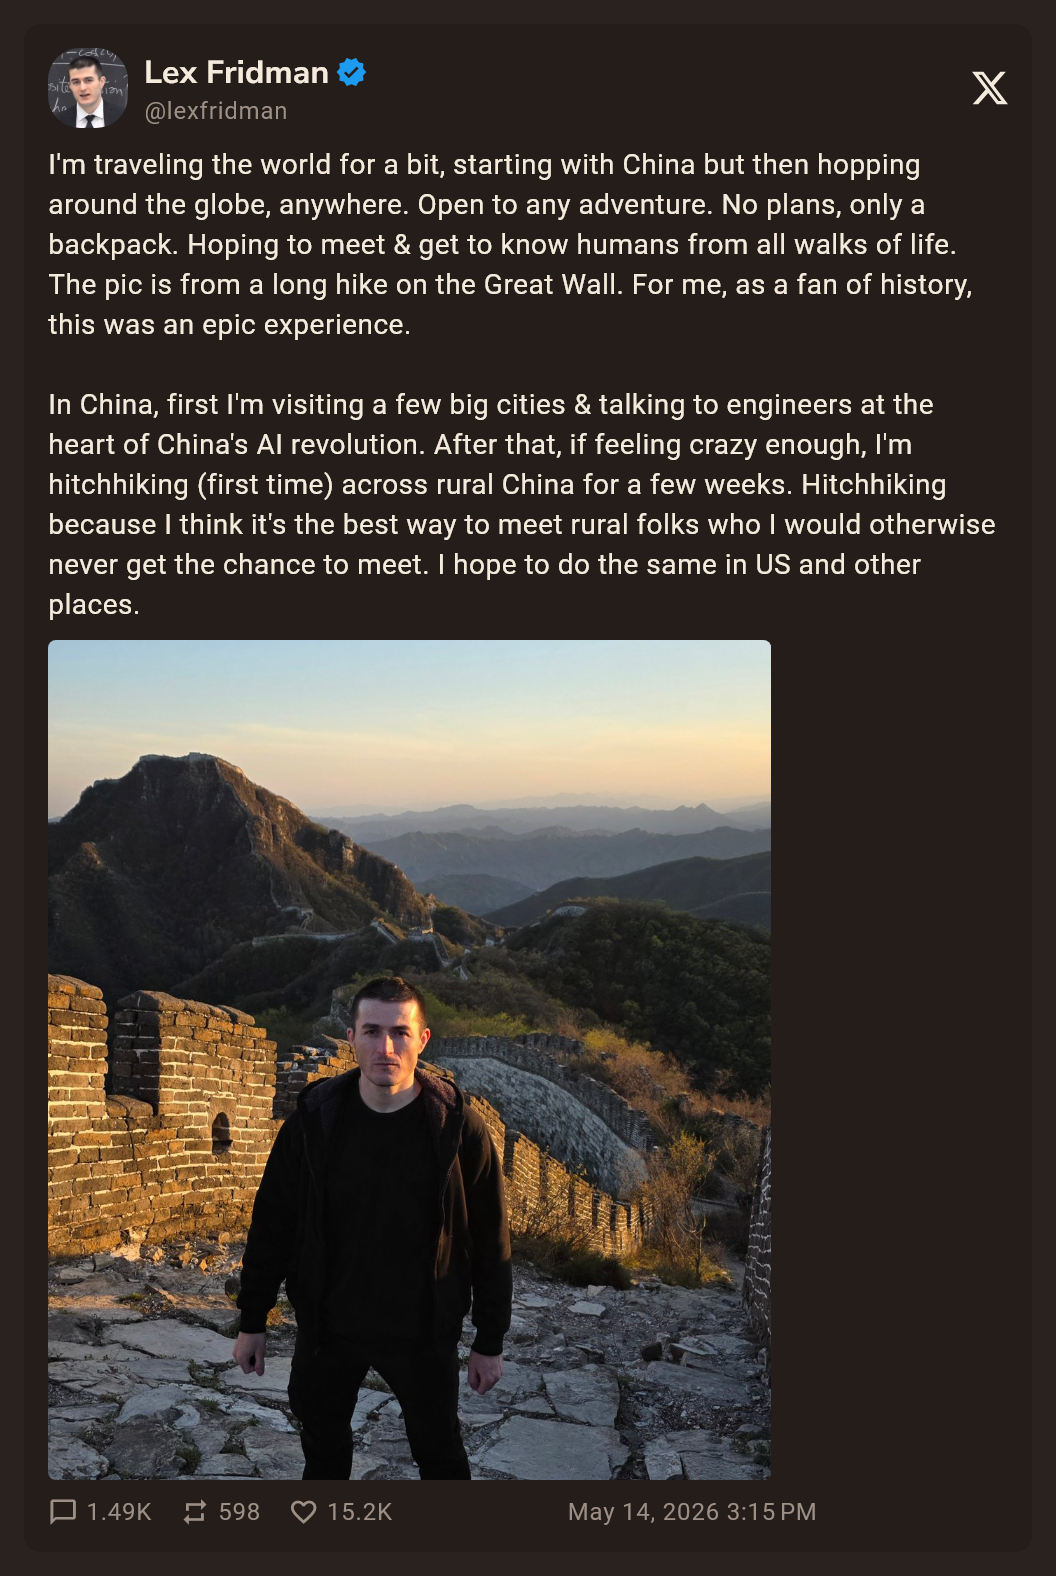 Lex Fridman
@lexfridman
I'm traveling the world for a bit, starting with China but then hopping
around the globe, anywhere. Open to any adventure. No plans, only a
backpack. Hoping to meet & get to know humans from all walks of life.
The pic is from a long hike on the Great Wall. For me, as a fan of history,
this was an epic experience.
In China, first I'm visiting a few big cities & talking to engineers at the
heart of China's AI revolution. After that, if feeling crazy enough, I'm
hitchhiking (first time) across rural China for a few weeks. Hitchhiking
because I think it's the best way to meet rural folks who I would otherwise
never get the chance to meet. I hope to do the same in US and other
places.
1.49K 598 15.2K May 14, 2026 3:15 PM